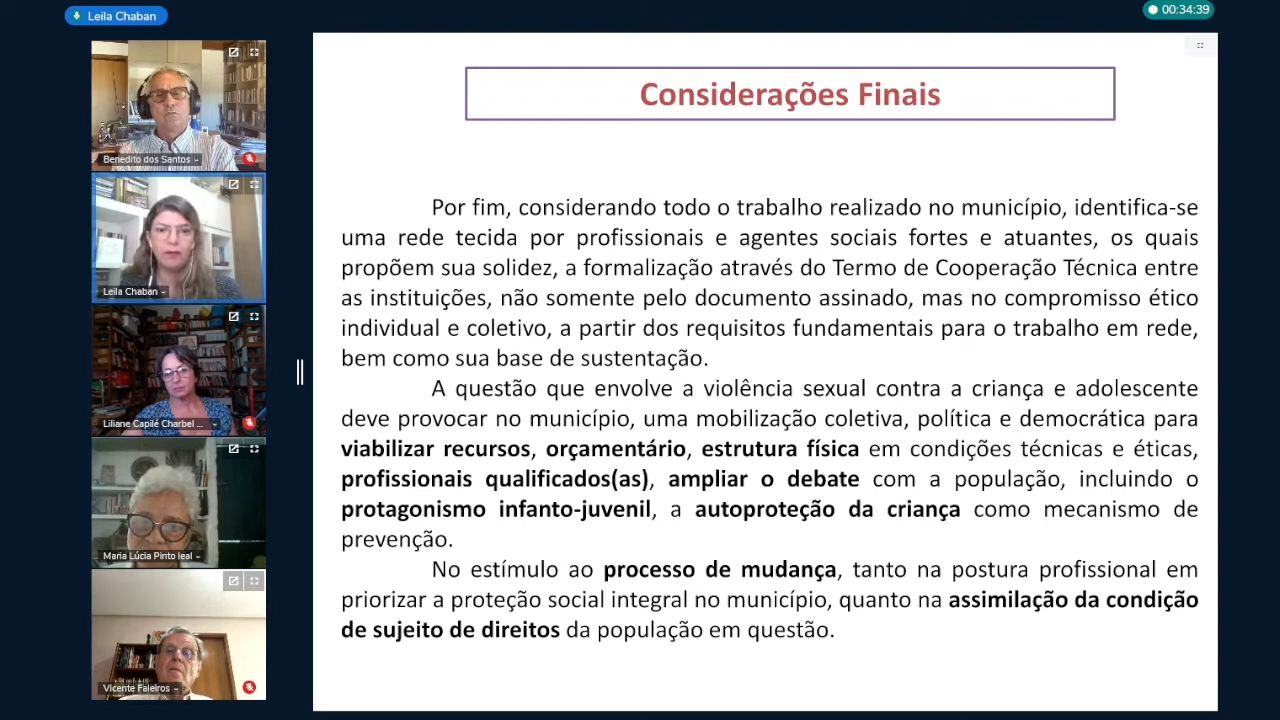 Leila Chaban
00:34:39
Benedito dos Santos
Leila Chaban
Liliane Capilé Charbel ...
Maria Lúcia Pinto leal
Vicente Faleiros
Considerações Finais
Por fim, considerando todo o trabalho realizado no município, identifica-se
uma rede tecida por profissionais e agentes sociais fortes e atuantes, os quais
propõem sua solidez, a formalização através do Termo de Cooperação Técnica entre
as instituições, não somente pelo documento assinado, mas no compromisso ético
individual e coletivo, a partir dos requisitos fundamentais para o trabalho em rede,
bem como sua base de sustentação.
A questão que envolve a violência sexual contra a criança e adolescente
deve provocar no município, uma mobilização coletiva, política e democrática para
viabilizar recursos, orçamentário, estrutura física em condições técnicas e éticas,
profissionais qualificados(as), ampliar o debate com a população, incluindo o
protagonismo infanto-juvenil, a autoproteção da criança como mecanismo de
prevenção.
No estímulo ao processo de mudança, tanto na postura profissional em
priorizar a proteção social integral no município, quanto na assimilação da condição
de sujeito de direitos da população em questão.